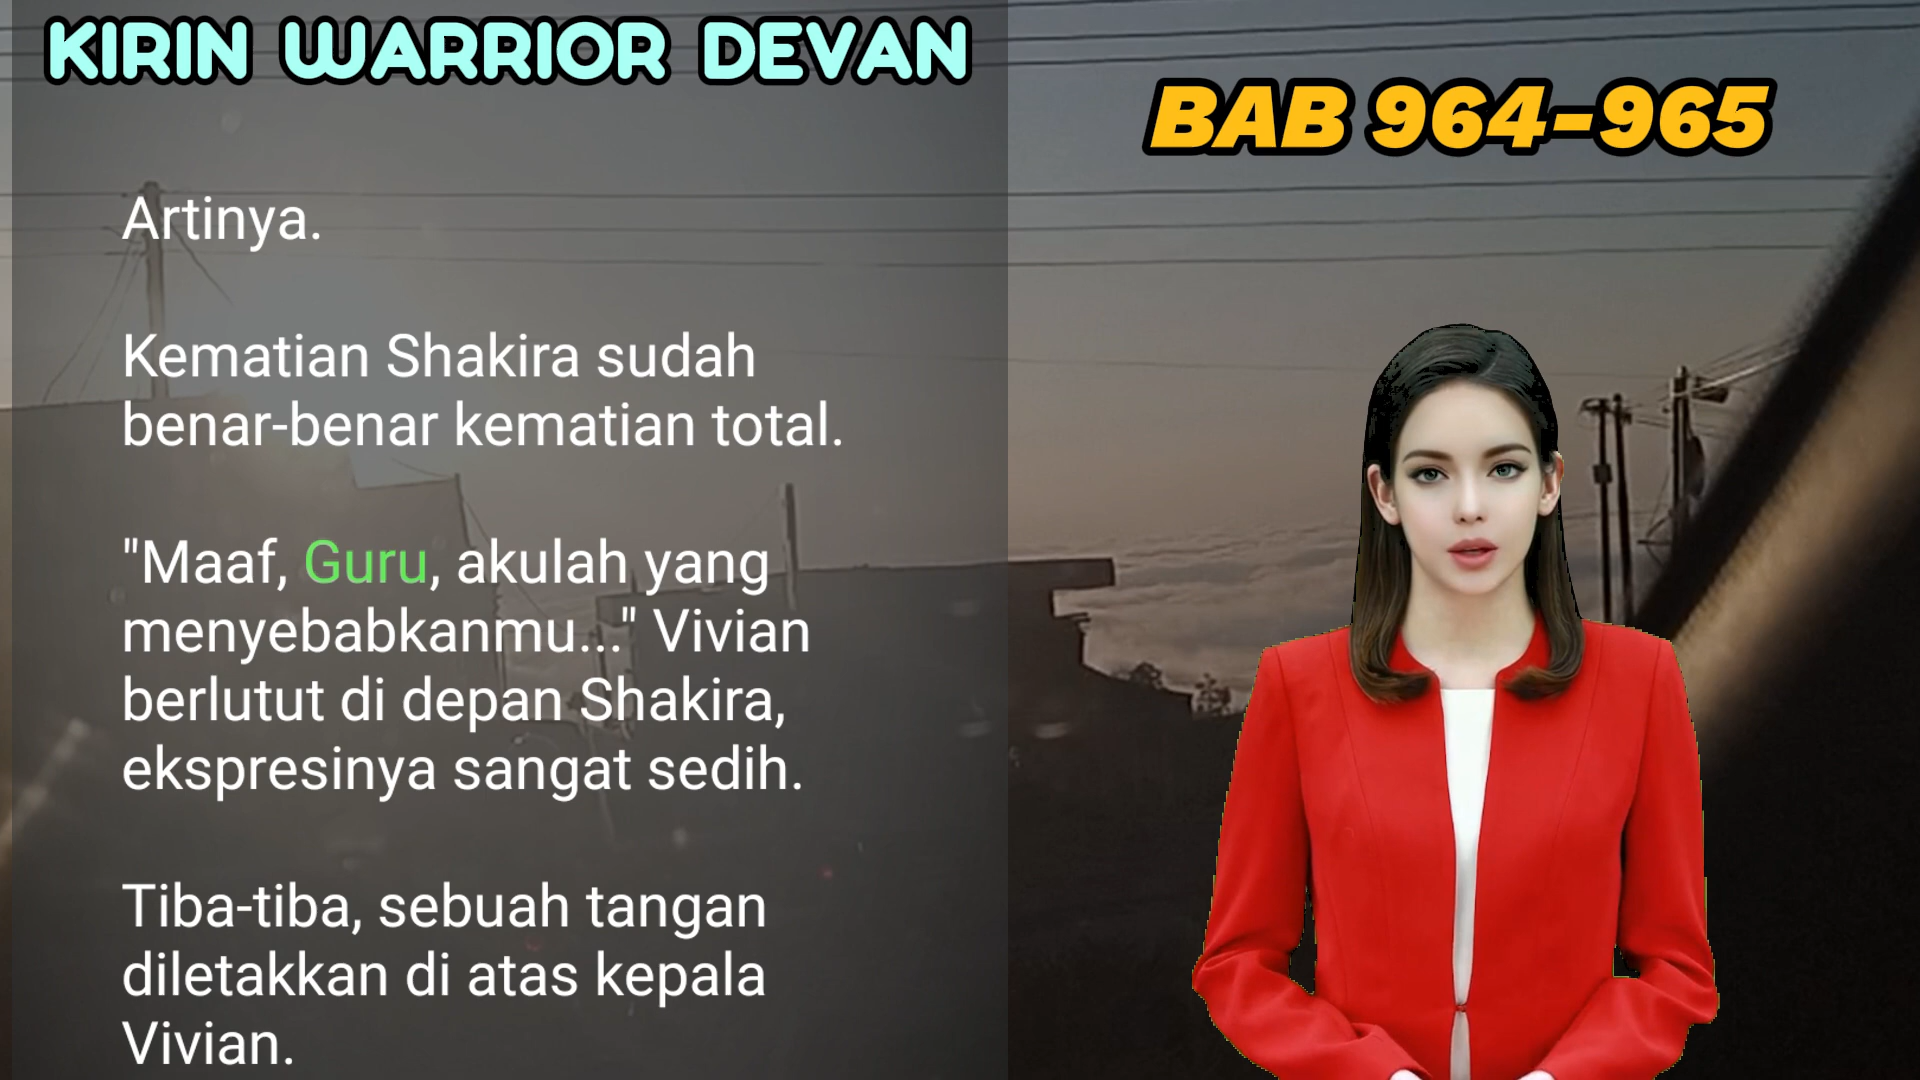 KIRIN WARRIOR DEVAN
BAB 964-965
Artinya.
Kematian Shakira sudah
benar-benar kematian total.
"Maaf, Guru, akulah yang
menyebabkanmu..." Vivian
berlutut di depan Shakira,
ekspresinya sangat sedih.
Tiba-tiba, sebuah tangan
diletakkan di atas kepala
Vivian.